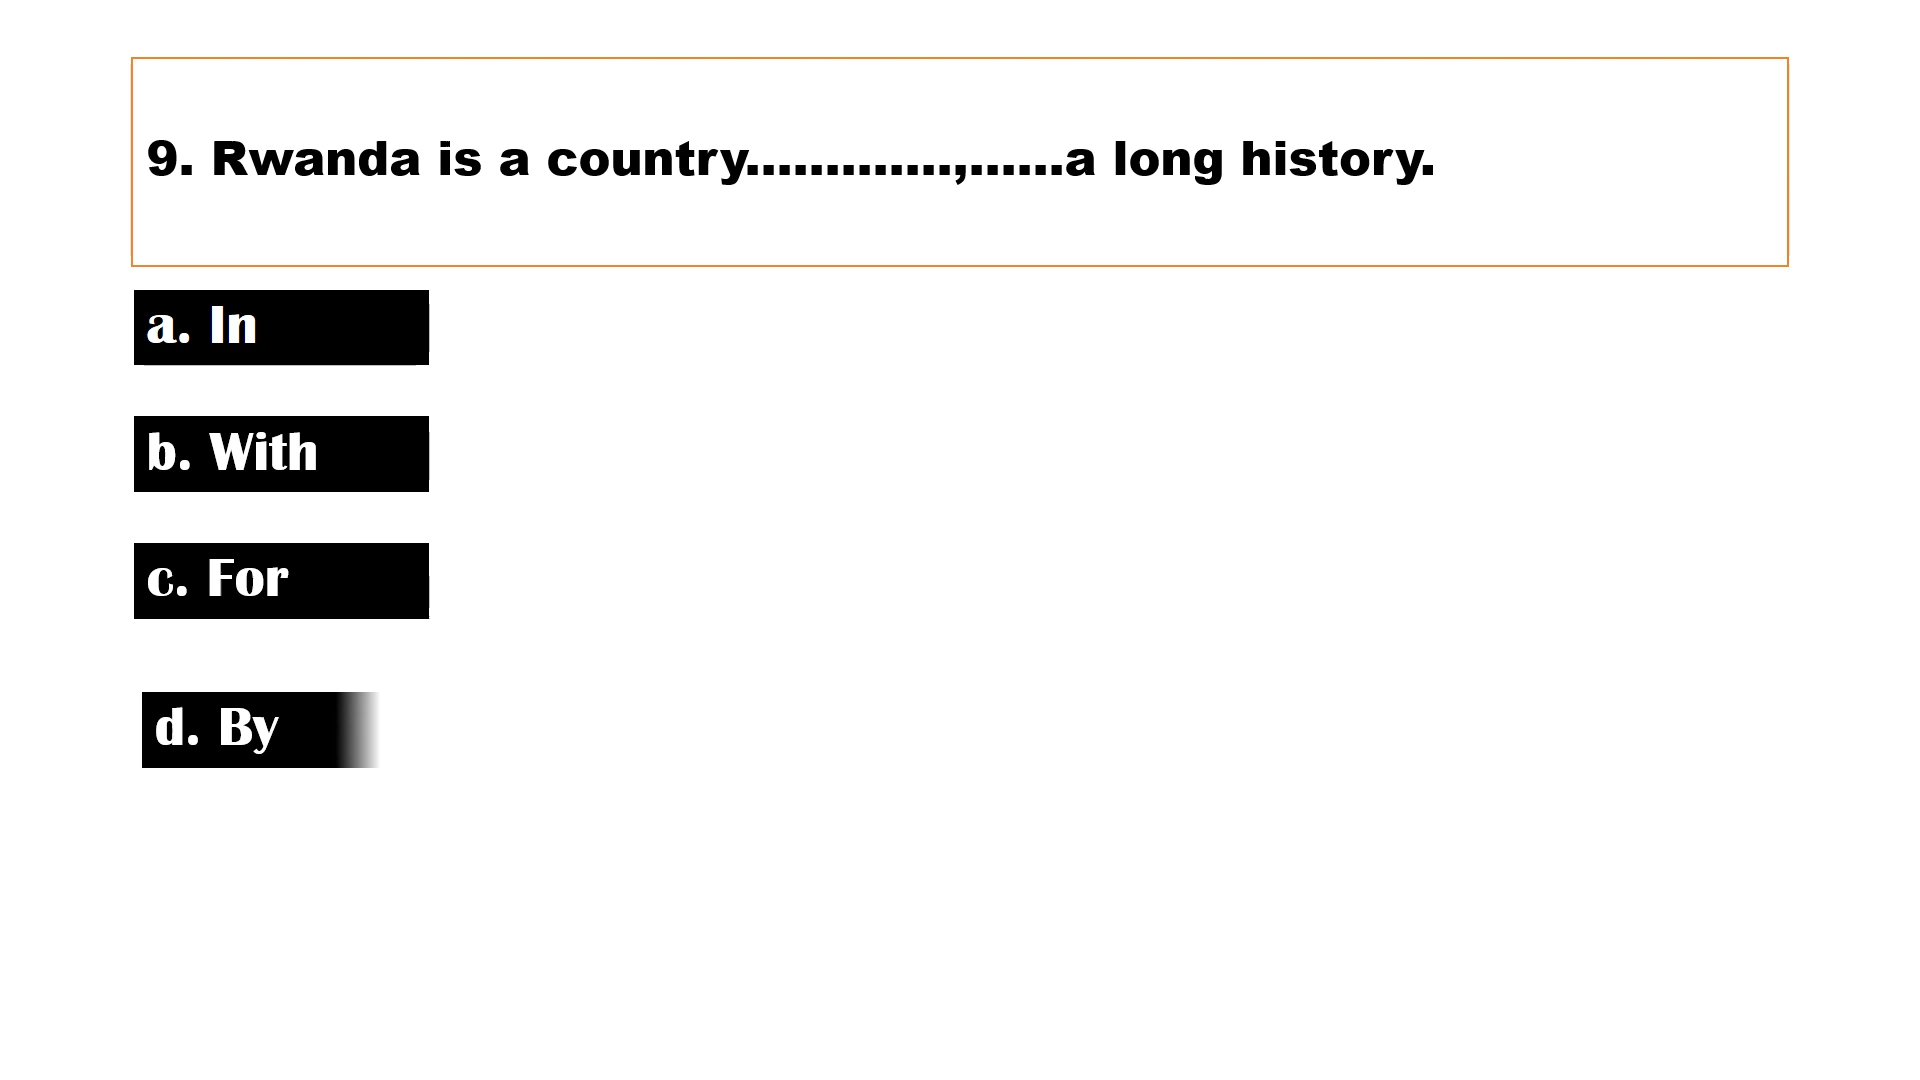 9. Rwanda is a country.............,......a long history.
a. In
b. With
c. For
d. By